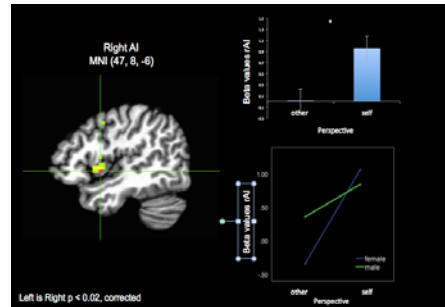 Right AI
MNI (47, 8, -6)
Beta values rAI
*
other
self
Perspective
Beta values rAI
1.00
.00
-.50
female
male
other
self
Perspective
Left is Right p < 0.02, corrected